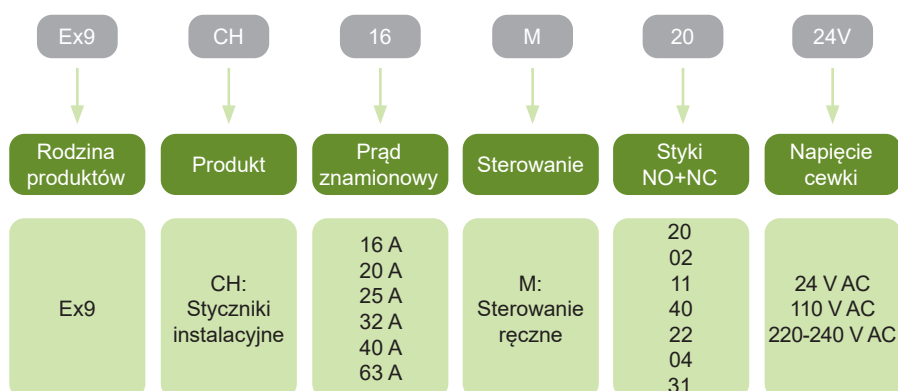 Ex9
CH
16
M
20
24V
Rodzina
produktów
Produkt
Prąd
znamionowy
Sterowanie
Styki
NO+NC
Napięcie
cewki
Ex9
CH:
Styczniki
instalacyjne
16 A
20 A
25 A
32 A
40 A
63 A
M:
Sterowanie
ręczne
20
02
11
40
22
04
31
24 V AC
110 V AC
220-240 V AC